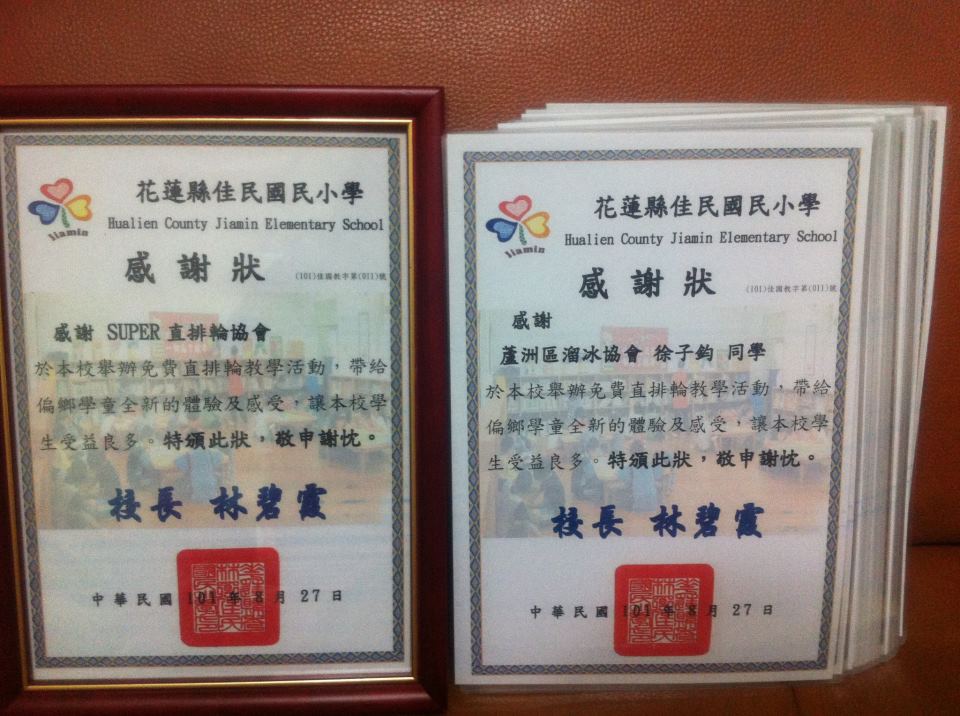 Jiamin
花蓮縣佳民國民小學
Hualien County Jiamin Elementary School
感謝狀
(101)佳國教字第(011)號
感謝 SUPER 直排輪協會
於本校舉辦免費直排輪教學活動，帶給
偏鄉學童全新的體驗及感受，讓本校學
生受益良多。特頒此狀，敬申謝忱。
校長 林碧霞
中華民國 101 年 8 月 27 日
Jiamin
花蓮縣佳民國民小學
Hualien County Jiamin Elementary School
感謝狀
(101)佳國教字第(011)號
感謝
蘆洲區溜冰協會 徐子鈞 同學
於本校舉辦免費直排輪教學活動，帶給
偏鄉學童全新的體驗及感受，讓本校學
生受益良多。特頒此狀，敬申謝忱。
校長 林碧霞
中華民國 101 年 8 月 27 日